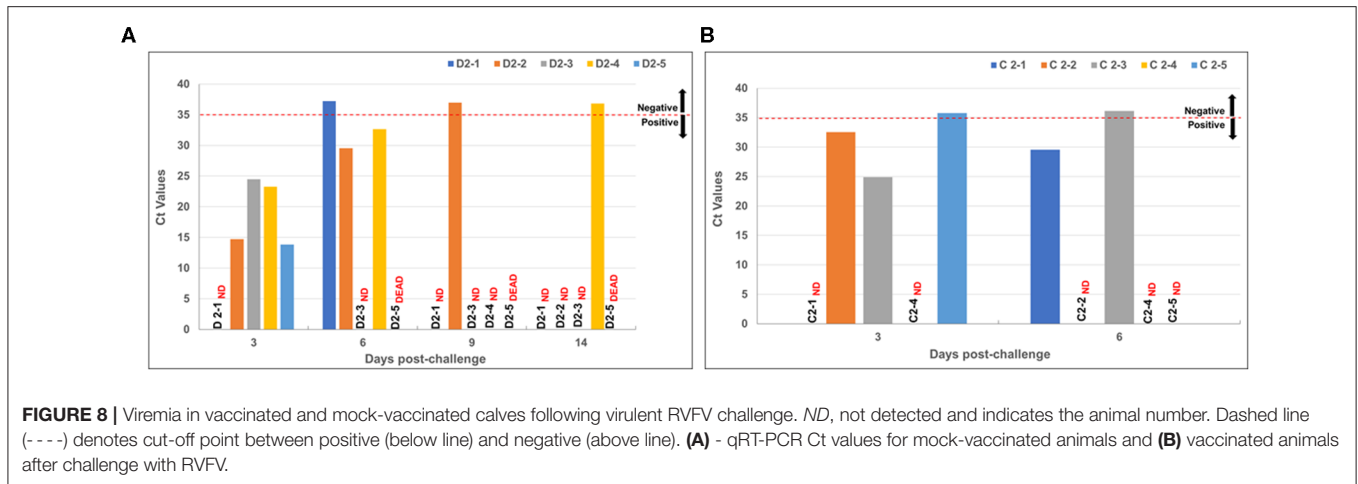 A
B
D2-1 D2-2 D2-3 D2-4 D2-5
40
35
30
25
20
15
10
5
0
Ct Values
Negative
Positive
D 2-1 ND
D2-3 ND
D2-5 DEAD
D2-1 ND
D2-3 ND
D2-4 ND
D2-5 DEAD
D2-1 ND
D2-2 ND
D2-3 ND
D2-5 DEAD
3 6 9 14
Days post-challenge
C 2-1 C 2-2 C 2-3 C 2-4 C 2-5
40
35
30
25
20
15
10
5
0
Ct Values
Negative
Positive
C2-1 ND
C2-4 ND
C2-2 ND
C2-4 ND
C2-5 ND
3 6
Days post-challenge
FIGURE 8 | Viremia in vaccinated and mock-vaccinated calves following virulent RVFV challenge. ND, not detected and indicates the animal number. Dashed line
(- - - -) denotes cut-off point between positive (below line) and negative (above line). (A) - qRT-PCR Ct values for mock-vaccinated animals and (B) vaccinated animals
after challenge with RVFV.